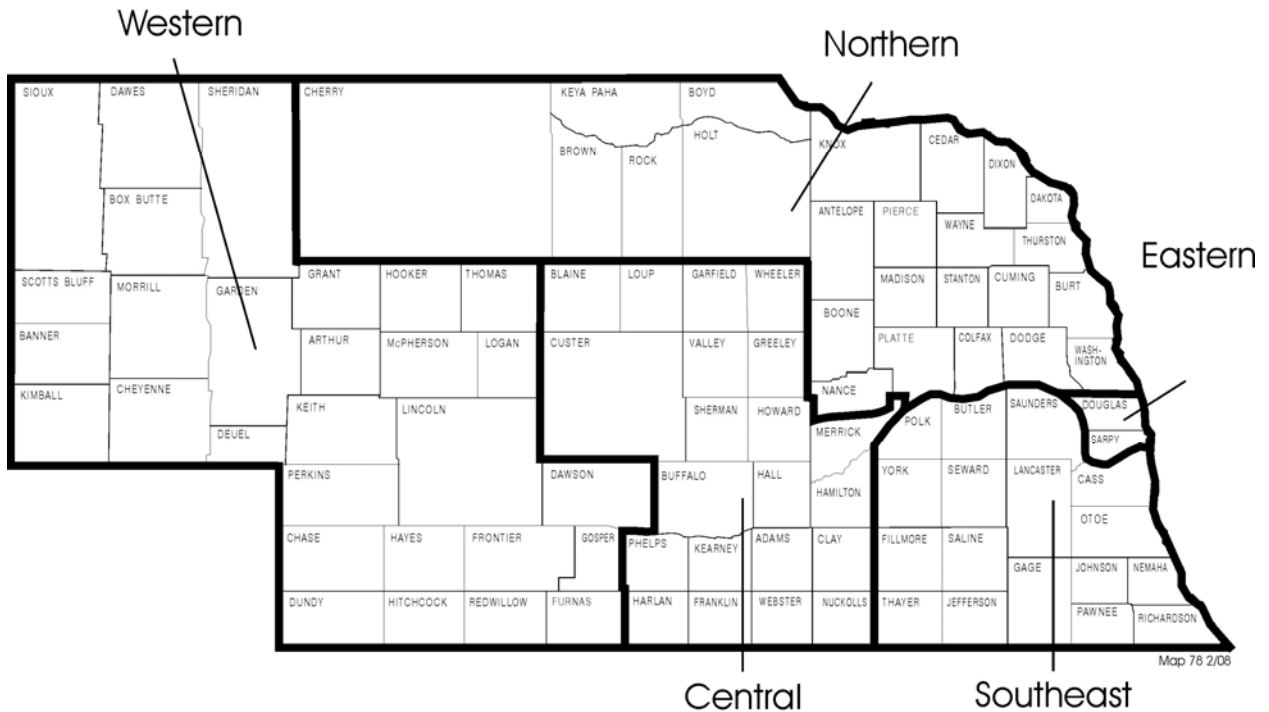 Western
Northern
SIOUX
DAWES
SHERIDAN
CHERRY
KEYA PAHA
BOYD
HOLT
BROWN
ROCK
KNOX
CEDAR
DIXON
DAKOTA
BOX BUTTE
ANTELOPE
PIERCE
WAYNE
THURSTON
Eastern
SCOTTS BLUFF
MORRILL
GARDEN
GRANT
HOOKER
THOMAS
BLAINE
LOUP
GARFIELD
WHEELER
MADISON
STANTON
CUMING
BURT
BANNER
ARTHUR
McPHERSON
LOGAN
CUSTER
VALLEY
GREELEY
BOONE
PLATTE
COLFAX
DODGE
WASH-
INGTON
KIMBALL
CHEYENNE
KEITH
LINCOLN
SHERMAN
HOWARD
NANCE
MERRICK
POLK
BUTLER
SAUNDERS
DOUGLAS
SARPY
DEUEL
PERKINS
DAWSON
BUFFALO
HALL
HAMILTON
YORK
SEWARD
LANCASTER
CASS
OTOE
CHASE
HAYES
FRONTIER
GOSPER
PHELPS
KEARNEY
ADAMS
CLAY
FILLMORE
SALINE
GAGE
JOHNSON
NEMAHA
DUNDY
HITCHCOCK
REDWILLOW
FURNAS
HARLAN
FRANKLIN
WEBSTER
NUCKOLLS
THAYER
JEFFERSON
PAWNEE
RICHARDSON
Map 78 2/08
Central
Southeast